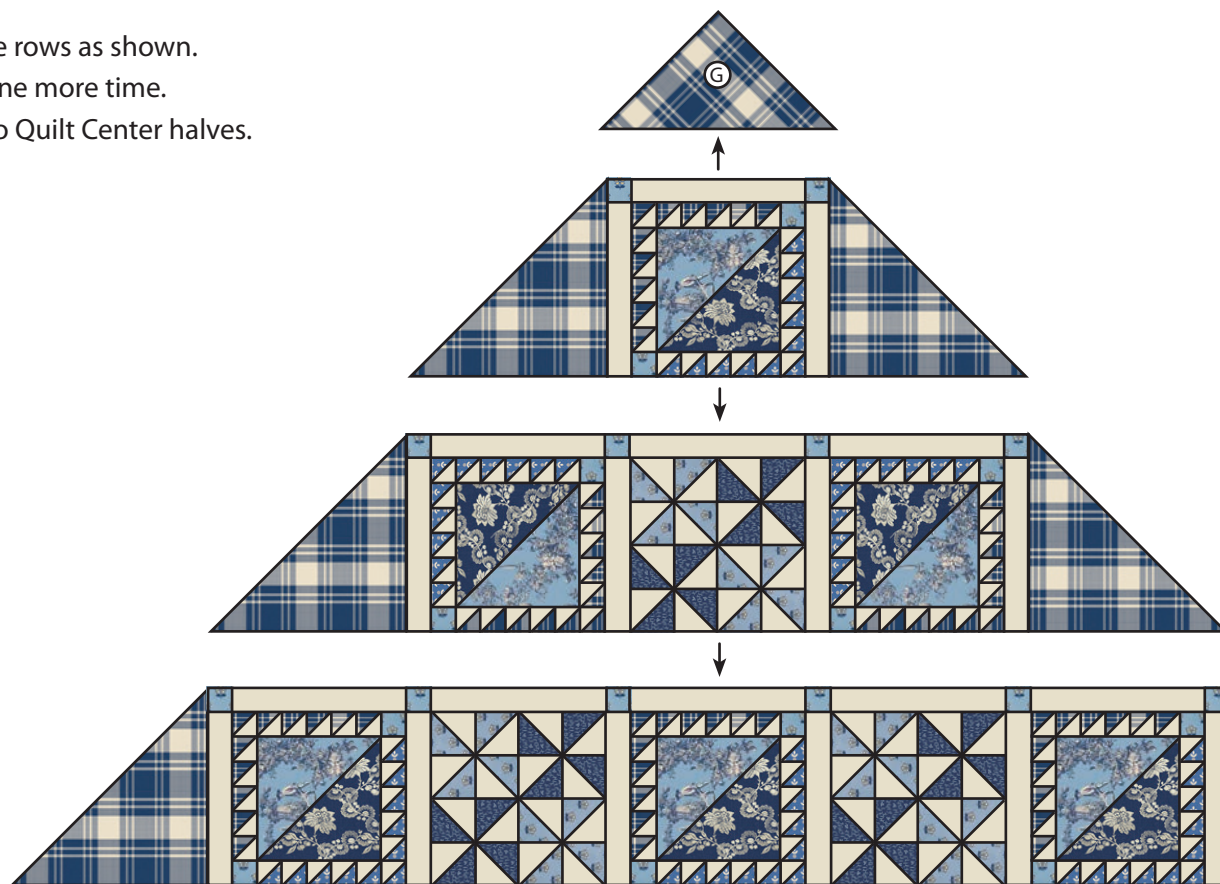 e rows as shown.
ne more time.
o Quilt Center halves.
G